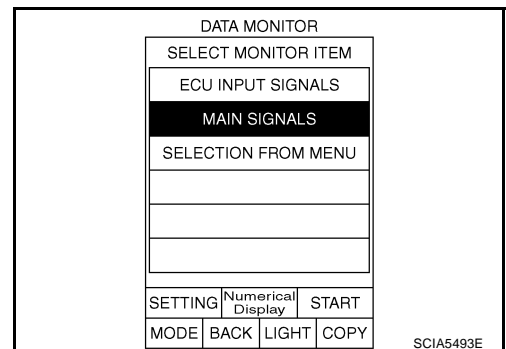 DATA MONITOR
SELECT MONITOR ITEM
ECU INPUT SIGNALS
MAIN SIGNALS
SELECTION FROM MENU
SETTING Numerical Display START
MODE BACK LIGHT COPY
SCIA5493E